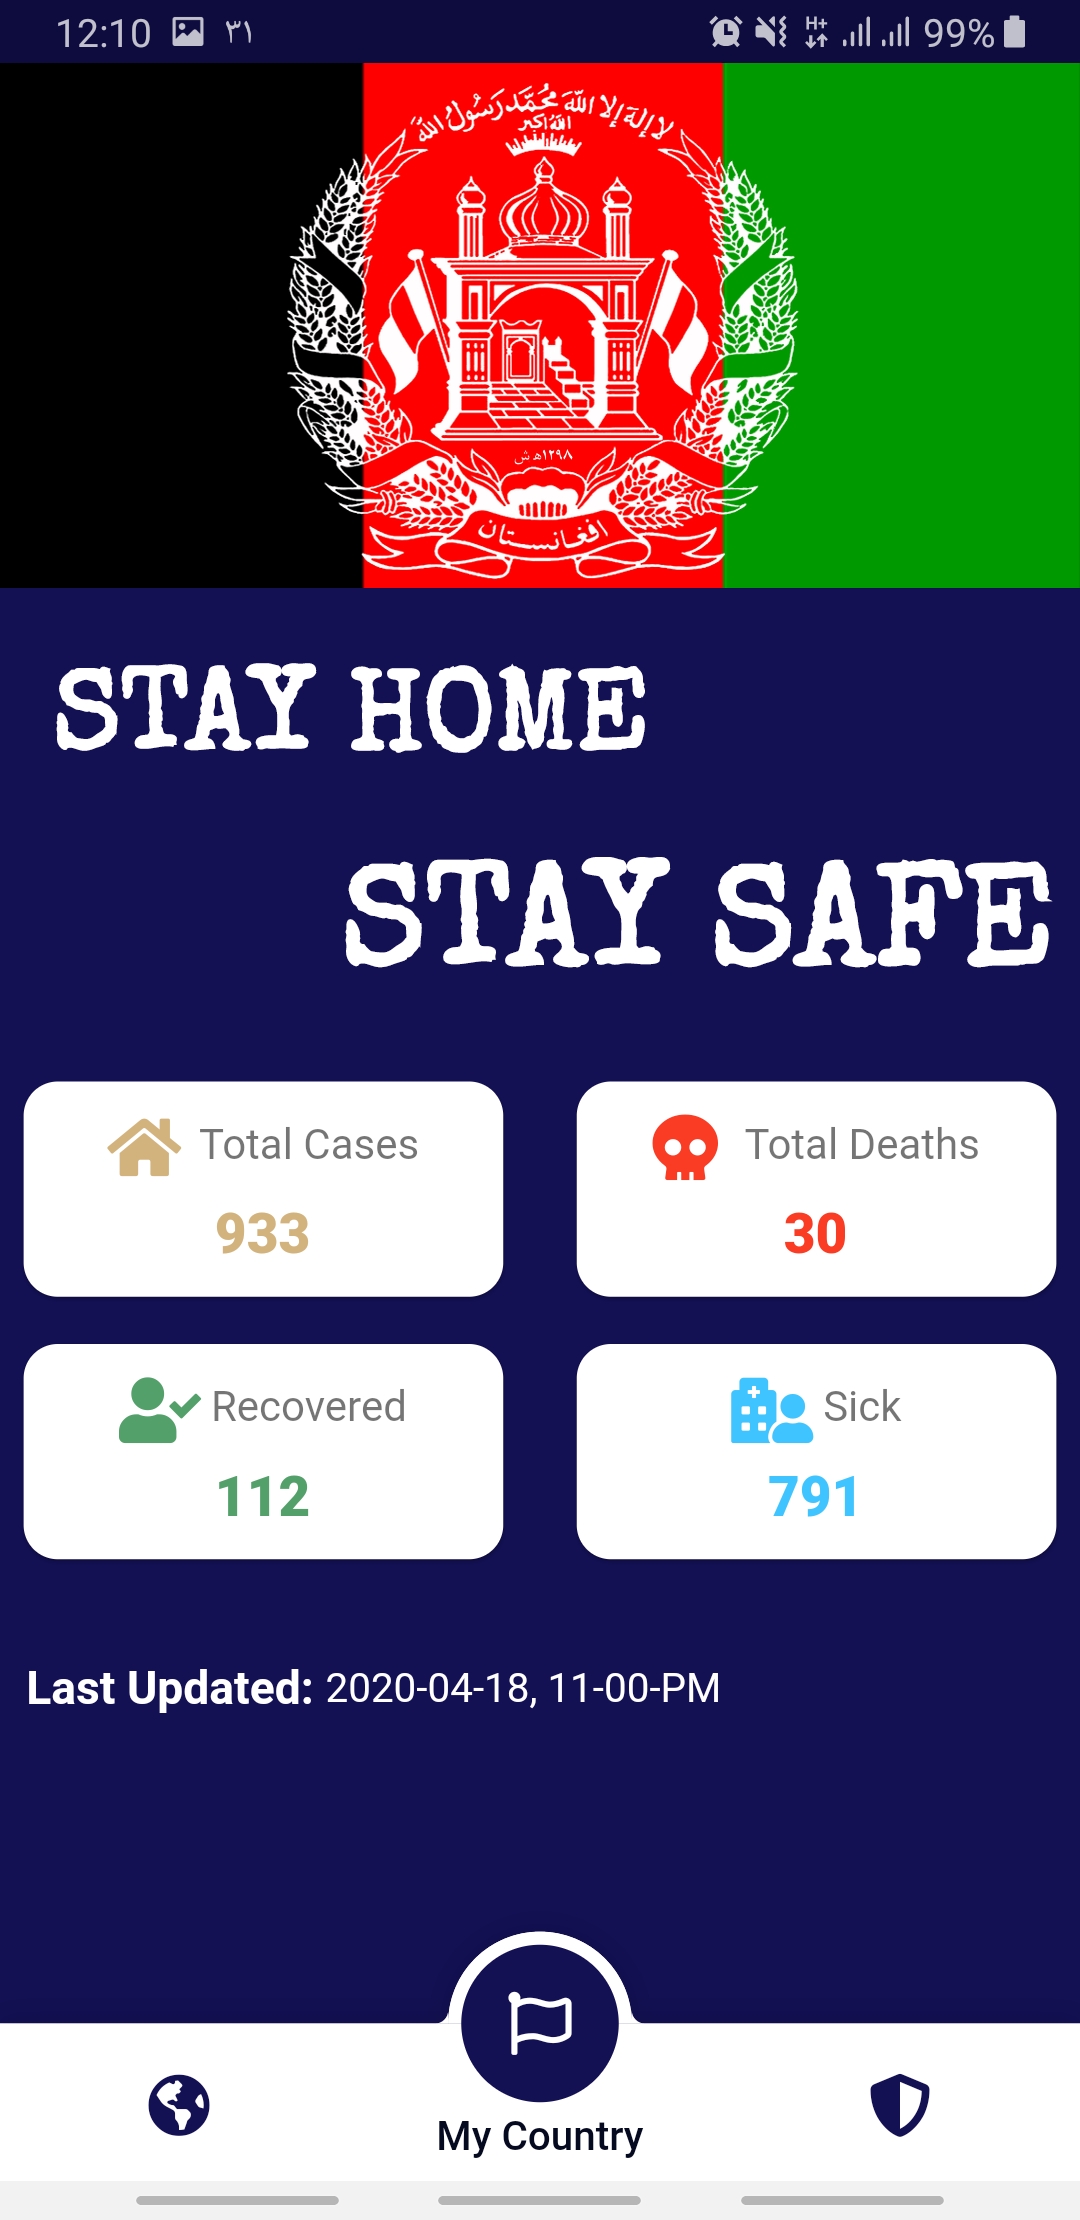 12:10 ٣١ H+ 99%
لا إله إلا الله محمد رسول الله
الله اکبر
١٢٩٨ ه ش
افغانستان
STAY HOME
STAY SAFE
Total Cases
933
Total Deaths
30
Recovered
112
Sick
791
Last Updated: 2020-04-18, 11-00-PM
My Country